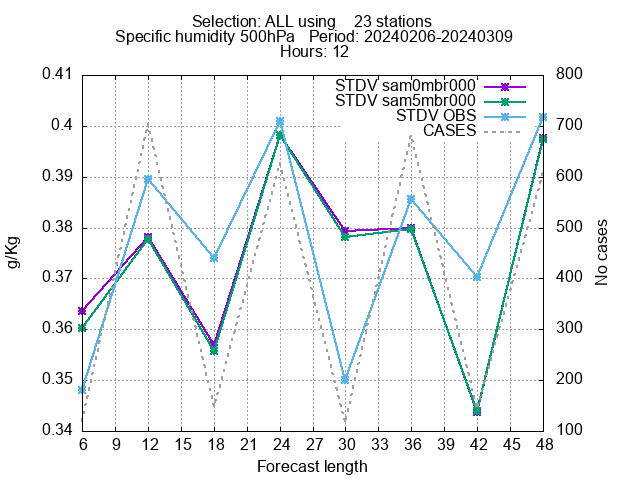 Selection: ALL using    23 stations
Specific humidity 500hPa   Period: 20240206-20240309
Hours: 12
STDV sam0mbr000
STDV sam5mbr000
STDV OBS
CASES
0.41
0.4
0.39
0.38
0.37
0.36
0.35
0.34
g/Kg
800
700
600
500
400
300
200
100
No cases
6 9 12 15 18 21 24 27 30 33 36 39 42 45 48
Forecast length